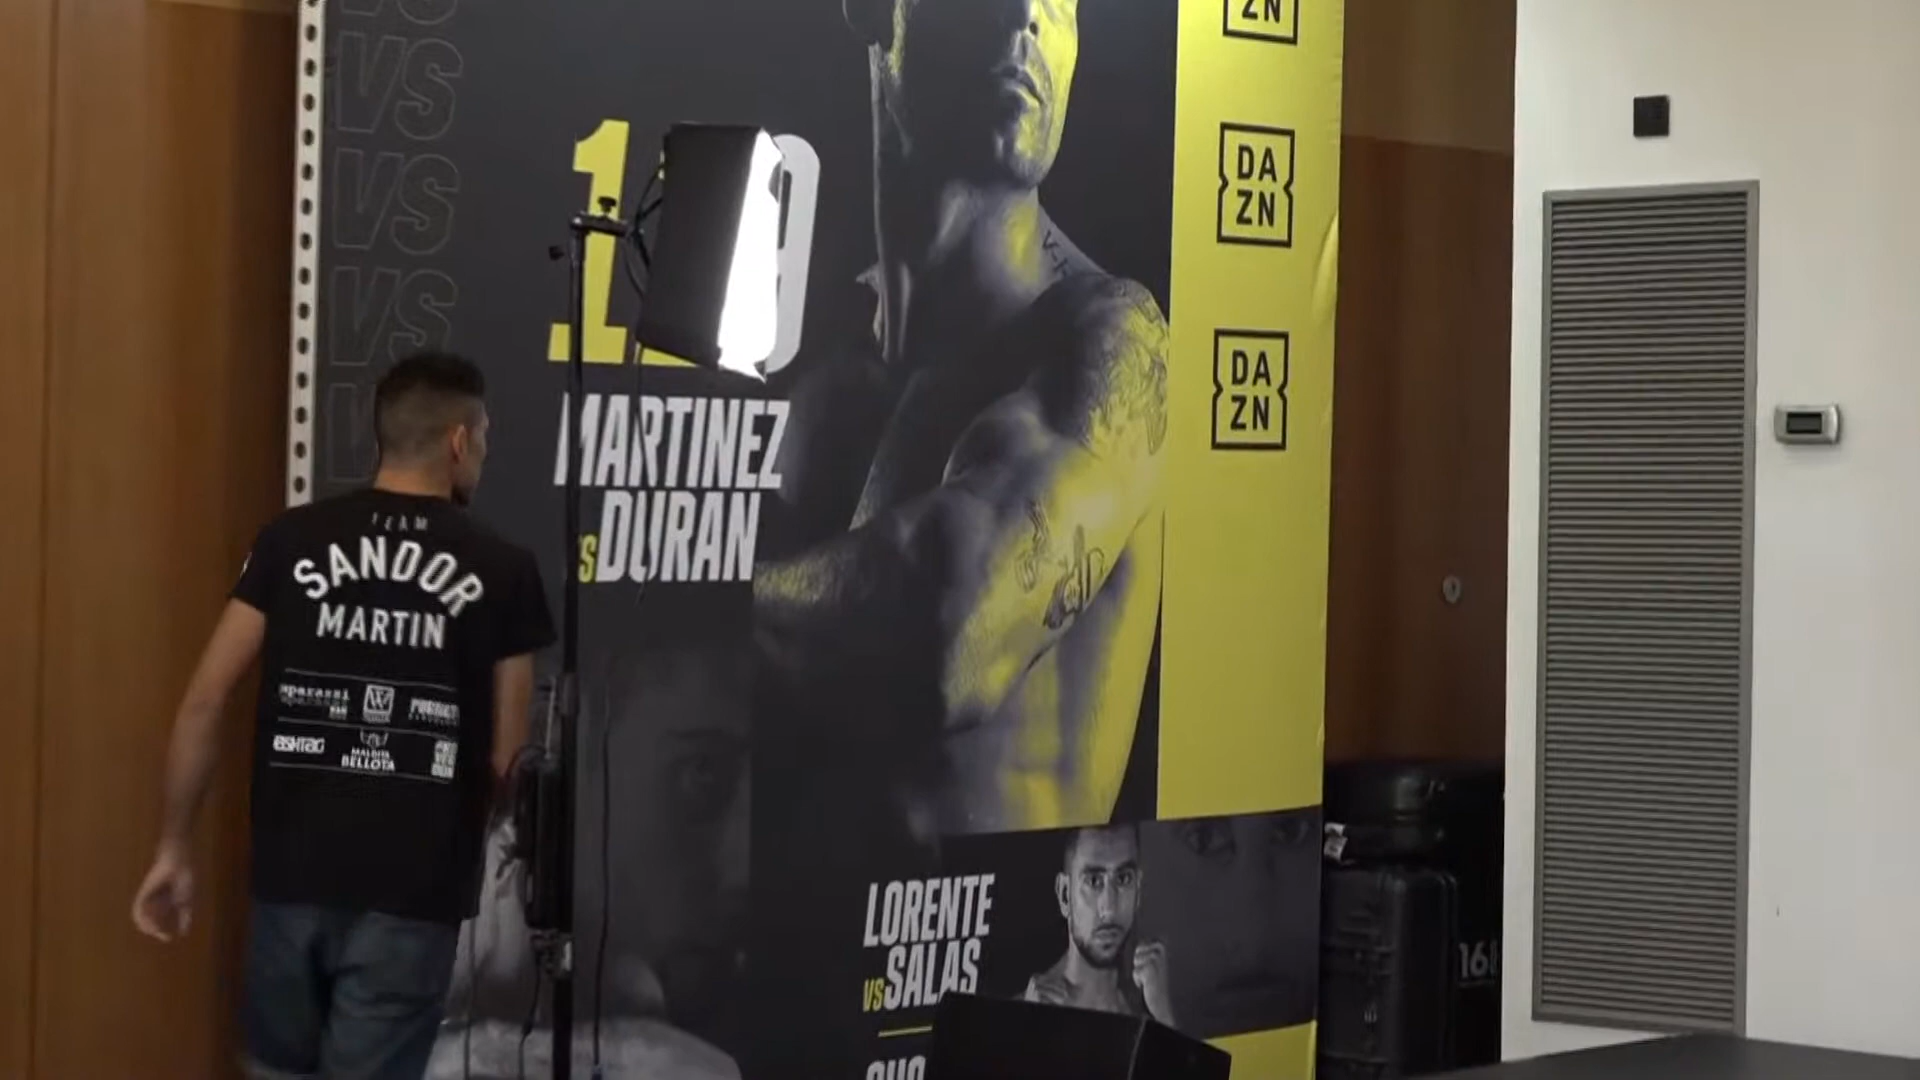 VS
VS
VS
VS
ZN
DA
ZN
DA
ZN
MARTINEZ
VS DURAN
TEAM
SANDOR
MARTIN
MALDITA
BELLOTA
LORENTE
VS SALAS